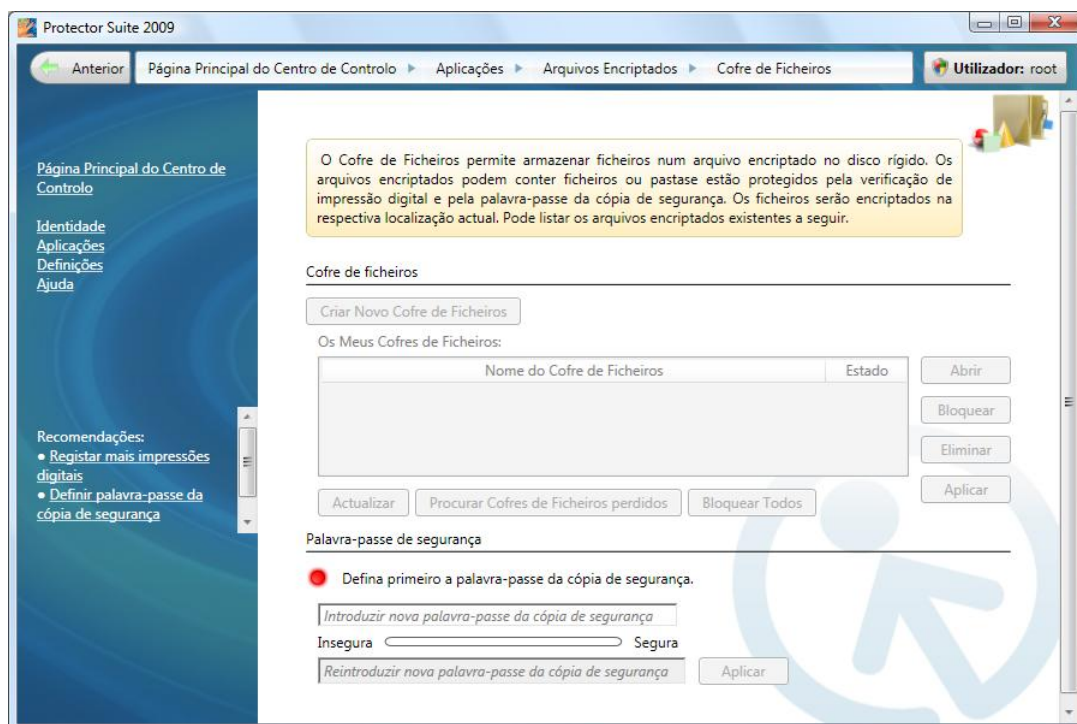 Protector Suite 2009
Anterior
Página Principal do Centro de Controlo
Aplicações
Arquivos Encriptados
Cofre de Ficheiros
Utilizador: root
Página Principal do Centro de
Controlo
Identidade
Aplicações
Definições
Ajuda
Recomendações:
Registar mais impressões
digitais
Definir palavra-passe da
cópia de segurança
O Cofre de Ficheiros permite armazenar ficheiros num arquivo encriptado no disco rígido. Os
arquivos encriptados podem conter ficheiros ou pastase estão protegidos pela verificação de
impressão digital e pela palavra-passe da cópia de segurança. Os ficheiros serão encriptados na
respectiva localização actual. Pode listar os arquivos encriptados existentes a seguir.
Cofre de ficheiros
Criar Novo Cofre de Ficheiros
Os Meus Cofres de Ficheiros:
Nome do Cofre de Ficheiros
Estado
Abrir
Bloquear
Eliminar
Aplicar
Actualizar
Procurar Cofres de Ficheiros perdidos
Bloquear Todos
Palavra-passe de segurança
Defina primeiro a palavra-passe da cópia de segurança.
Introduzir nova palavra-passe da cópia de segurança
Insegura
Segura
Reintroduzir nova palavra-passe da cópia de segurança
Aplicar